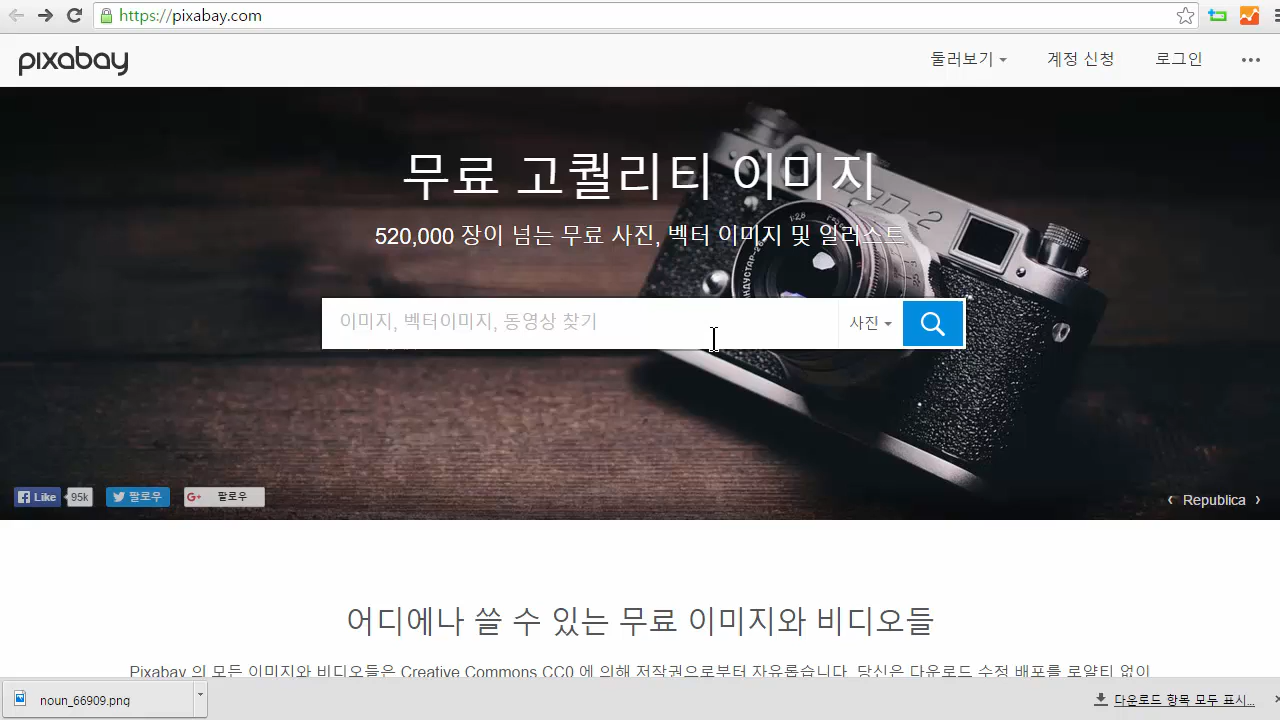 https://pixabay.com
pixabay
둘러보기
계정 신청
로그인
무료 고퀄리티 이미지
520,000 장이 넘는 무료 사진, 벡터 이미지 및 일러스트
이미지, 벡터이미지, 동영상 찾기
사진
Like
95k
팔로우
G+ 팔로우
‹ Republica ›
어디에나 쓸 수 있는 무료 이미지와 비디오들
Pixabay 의 모든 이미지와 비디오들은 Creative Commons CC0 에 의해 저작권으로부터 자유롭습니다. 당신은 다운로드 수정 배포를 로얄티 없이
noun_66909.png
다운로드 항목 모두 표시...